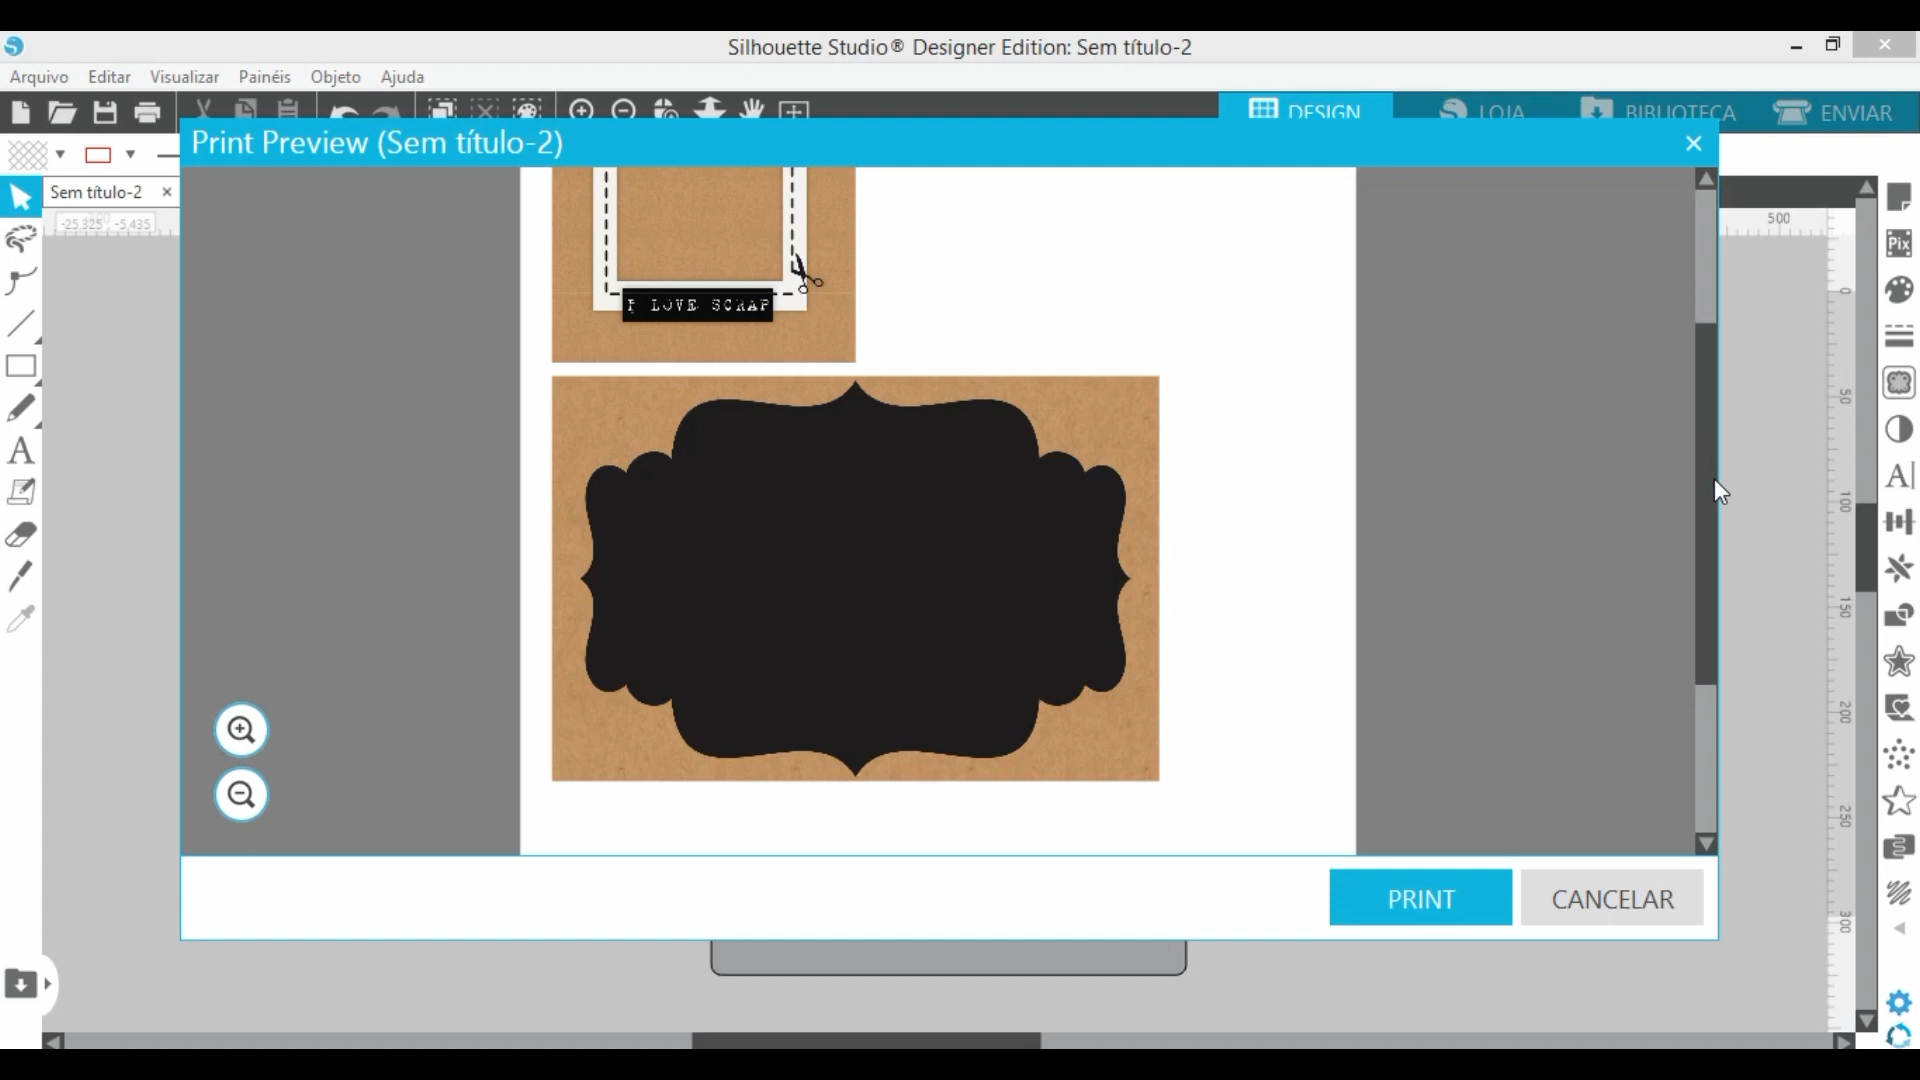 Silhouette Studio® Designer Edition: Sem título-2
Arquivo Editar Visualizar Painéis Objeto Ajuda
DESIGN LOJA BIBLIOTECA ENVIAR
Print Preview (Sem título-2)
Sem título-2
-25,325 -5,435
500
Pix
I LOVE SCRAP
0
50
100
150
200
250
300
PRINT CANCELAR